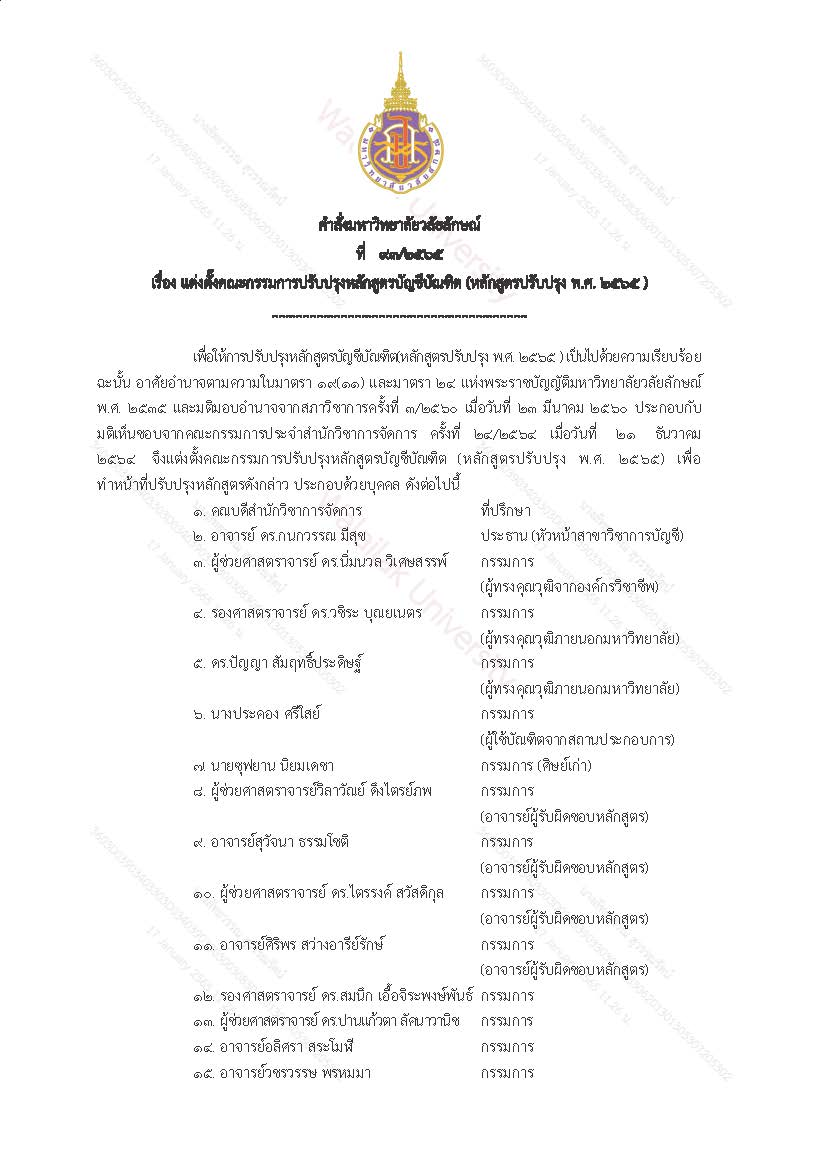 มหาวิทยาลัยวลัยลักษณ์
คำสั่งมหาวิทยาลัยวลัยลักษณ์
ที่ ๙๓/๒๕๖๕
เรื่อง แต่งตั้งคณะกรรมการปรับปรุงหลักสูตรบัญชีบัณฑิต (หลักสูตรปรับปรุง พ.ศ. ๒๕๖๕ )
--------------------------------------
เพื่อให้การปรับปรุงหลักสูตรบัญชีบัณฑิต(หลักสูตรปรับปรุง พ.ศ. ๒๕๖๕ ) เป็นไปด้วยความเรียบร้อย
ฉะนั้น อาศัยอำนาจตามความในมาตรา ๑๙(๑๑) และมาตรา ๒๔ แห่งพระราชบัญญัติมหาวิทยาลัยวลัยลักษณ์
พ.ศ. ๒๕๓๕ และมติมอบอำนาจจากสภาวิชาการครั้งที่ ๓/๒๕๖๐ เมื่อวันที่ ๒๓ มีนาคม ๒๕๖๐ ประกอบกับ
มติเห็นชอบจากคณะกรรมการประจำสำนักวิชาการจัดการ ครั้งที่ ๒๔/๒๕๖๔ เมื่อวันที่ ๒๑ ธันวาคม
๒๕๖๔ จึงแต่งตั้งคณะกรรมการปรับปรุงหลักสูตรบัญชีบัณฑิต (หลักสูตรปรับปรุง พ.ศ. ๒๕๖๕) เพื่อ
ทำหน้าที่ปรับปรุงหลักสูตรดังกล่าว ประกอบด้วยบุคคล ดังต่อไปนี้
๑. คณบดีสำนักวิชาการจัดการ ที่ปรึกษา
๒. อาจารย์ ดร.กนกวรรณ มีสุข ประธาน (หัวหน้าสาขาวิชาการบัญชี)
๓. ผู้ช่วยศาสตราจารย์ ดร.นิ่มนวล วิเศษสรรพ์ กรรมการ
(ผู้ทรงคุณวุฒิจากองค์กรวิชาชีพ)
๔. รองศาสตราจารย์ ดร.วชิระ บุณยเนตร กรรมการ
(ผู้ทรงคุณวุฒิภายนอกมหาวิทยาลัย)
๕. ดร.ปัญญา สัมฤทธิ์ประดิษฐ์ กรรมการ
(ผู้ทรงคุณวุฒิภายนอกมหาวิทยาลัย)
๖. นางประคอง ศรีใสย์ กรรมการ
(ผู้ใช้บัณฑิตจากสถานประกอบการ)
๗. นายซุฟยาน นิยมเดชา กรรมการ (ศิษย์เก่า)
๘. ผู้ช่วยศาสตราจารย์วิลาวัณย์ ดึงไตรย์ภพ กรรมการ
(อาจารย์ผู้รับผิดชอบหลักสูตร)
๙. อาจารย์สุวัจนา ธรรมโชติ กรรมการ
(อาจารย์ผู้รับผิดชอบหลักสูตร)
๑๐. ผู้ช่วยศาสตราจารย์ ดร.ไตรรงค์ สวัสดิกุล กรรมการ
(อาจารย์ผู้รับผิดชอบหลักสูตร)
๑๑. อาจารย์ศิริพร สว่างอารีย์รักษ์ กรรมการ
(อาจารย์ผู้รับผิดชอบหลักสูตร)
๑๒. รองศาสตราจารย์ ดร.สมนึก เอื้อจิระพงษ์พันธ์ กรรมการ
๑๓. ผู้ช่วยศาสตราจารย์ ดร.ปานแก้วตา ลัคนาวานิช กรรมการ
๑๔. อาจารย์อลิศรา สระโมฬี กรรมการ
๑๕. อาจารย์วชรวรรษ พรหมมา กรรมการ
Walailak University
17 January 2565 11.26 น.